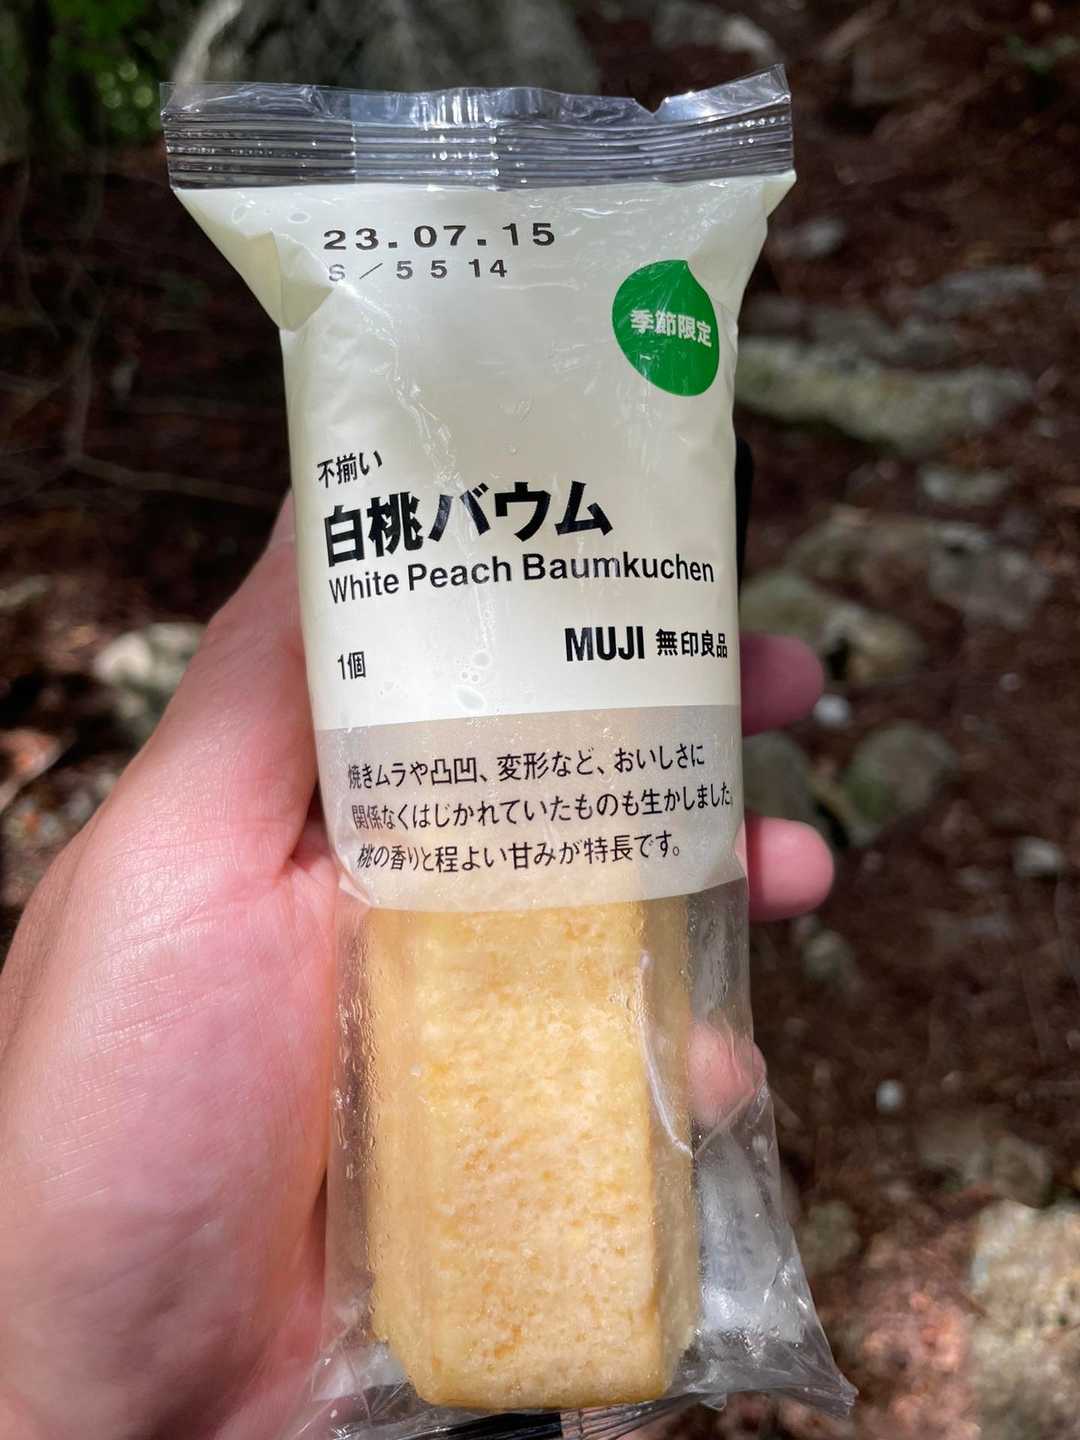 23.07.15
S/5514
季節限定
不揃い
白桃バウム
White Peach Baumkuchen
1個
MUJI 無印良品
焼きムラや凸凹、変形など、おいしさに
関係なくはじかれていたものも生かしました。
桃の香りと程よい甘みが特長です。